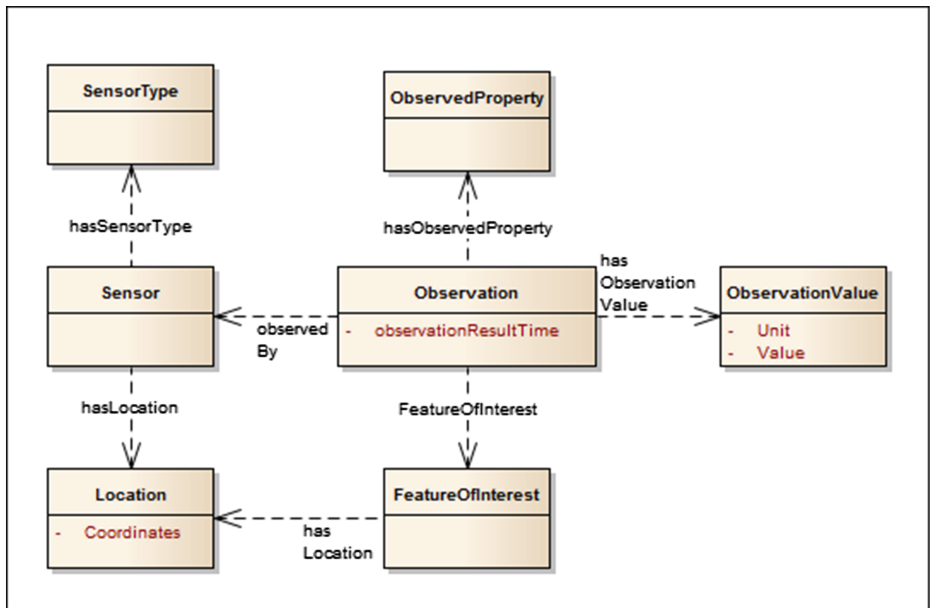 SensorType
ObservedProperty
hasSensorType
hasObservedProperty
Sensor
observed
By
Observation
- observationResultTime
has
Observation
Value
ObservationValue
- Unit
- Value
hasLocation
FeatureOfInterest
Location
- Coordinates
has
Location
FeatureOfInterest